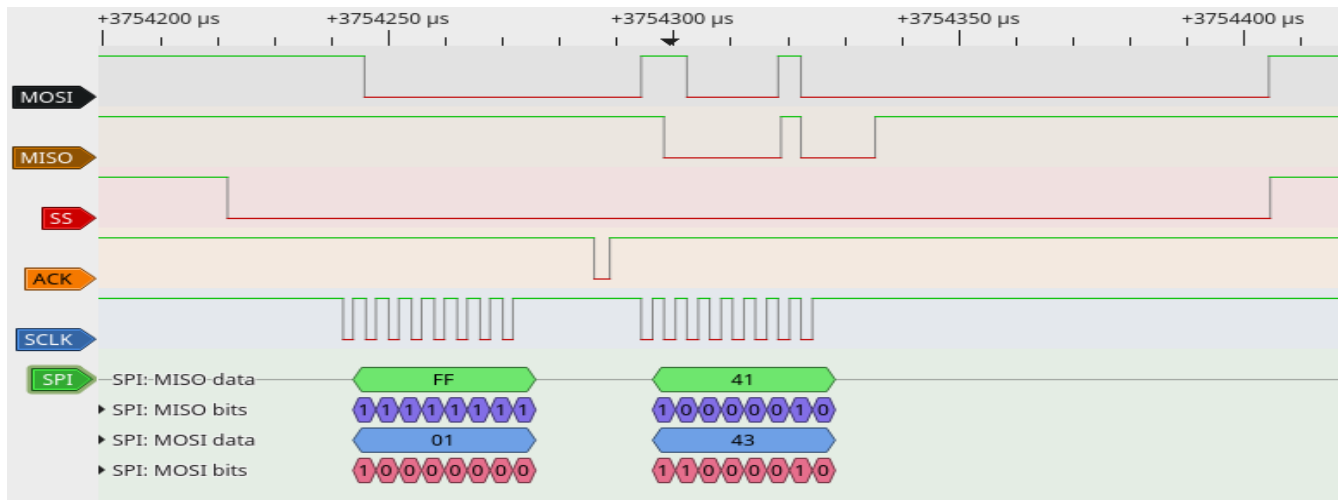 +3754200 µs +3754250 µs +3754300 µs +3754350 µs +3754400 µs
MOSI
MISO
SS
ACK
SCLK
SPI SPI: MISO data FF 41
SPI: MISO bits 1 1 1 1 1 1 1 1 1 0 0 0 0 0 1 0
SPI: MOSI data 01 43
SPI: MOSI bits 1 0 0 0 0 0 0 0 1 1 0 0 0 0 1 0